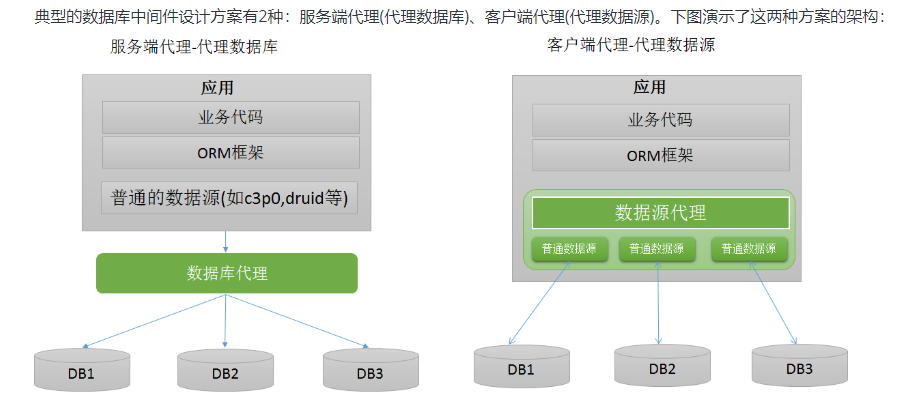 典型的数据库中间件设计方案有2种：服务端代理(代理数据库)、客户端代理(代理数据源)。下图演示了这两种方案的架构：
服务端代理-代理数据库
应用
业务代码
ORM框架
普通的数据源(如c3p0,druid等)
数据库代理
DB1
DB2
DB3
客户端代理-代理数据源
应用
业务代码
ORM框架
数据源代理
普通数据源
普通数据源
普通数据源
DB1
DB2
DB3